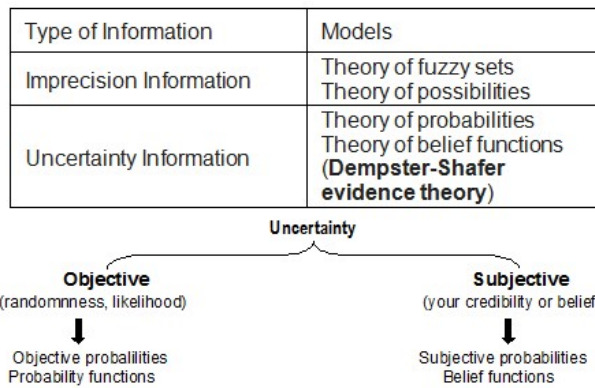 Type of Information
Models
Imprecision Information
Theory of fuzzy sets
Theory of possibilities
Uncertainty Information
Theory of probabilities
Theory of belief functions
(Dempster-Shafer
evidence theory)
Uncertainty
Objective
(randomnness, likelihood)
Objective probalilities
Probability functions
Subjective
(your credibility or belief
Subjective probabilities
Belief functions